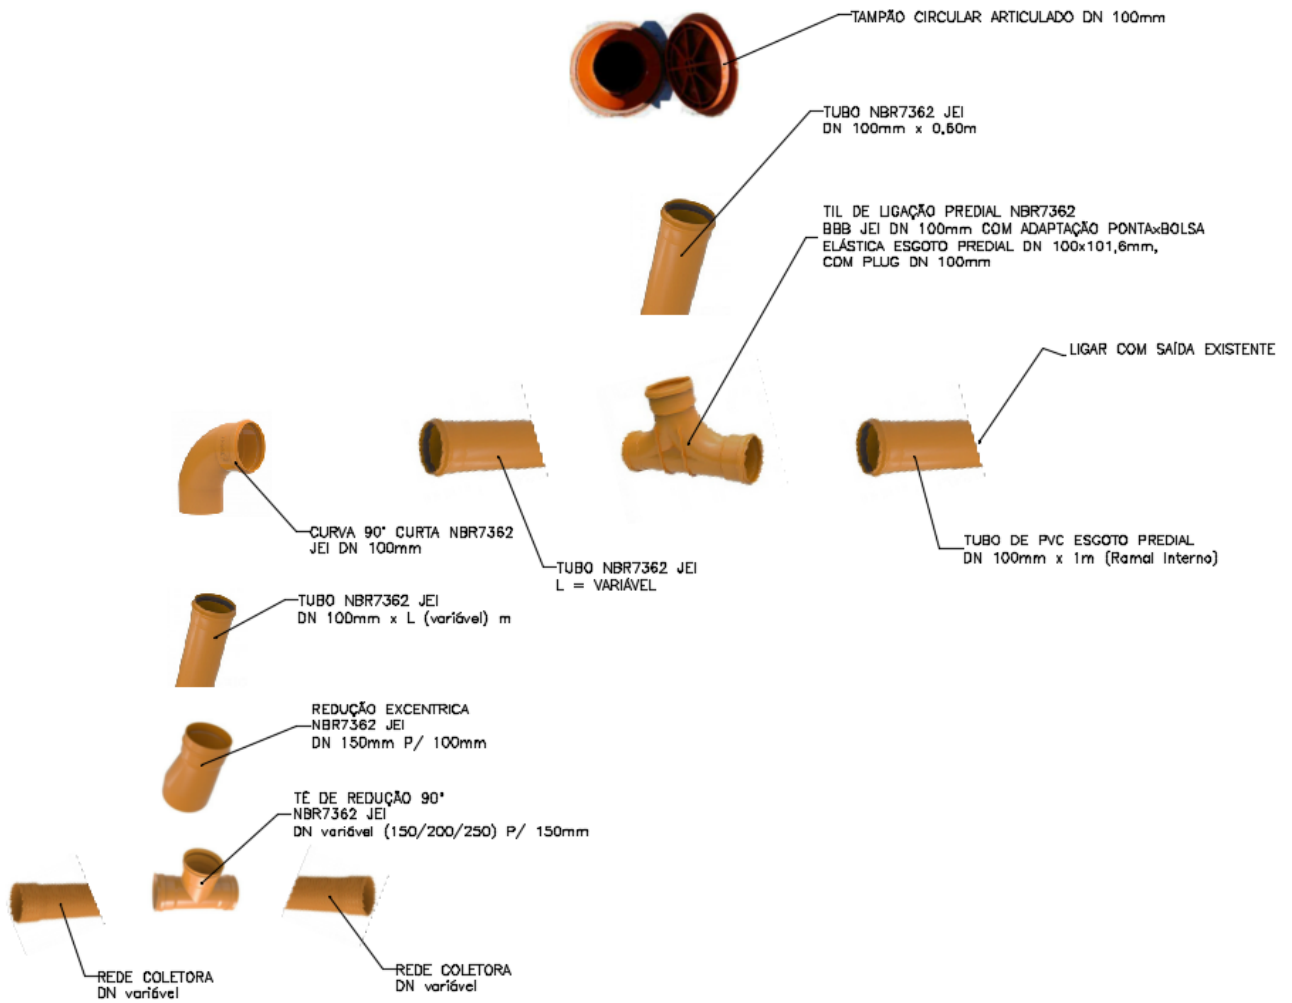 TAMPÃO CIRCULAR ARTICULADO DN 100mm
TUBO NBR7362 JEI
DN 100mm x 0,60m
TIL DE LIGAÇÃO PREDIAL NBR7362
BBB JEI DN 100mm COM ADAPTAÇÃO PONTAxBOLSA
ELÁSTICA ESGOTO PREDIAL DN 100x101,6mm,
COM PLUG DN 100mm
LIGAR COM SAÍDA EXISTENTE
CURVA 90° CURTA NBR7362
JEI DN 100mm
TUBO NBR7362 JEI
L = VARIÁVEL
TUBO DE PVC ESGOTO PREDIAL
DN 100mm x 1m (Ramal Interno)
TUBO NBR7362 JEI
DN 100mm x L (variável) m
REDUÇÃO EXCENTRICA
NBR7362 JEI
DN 150mm P/ 100mm
TÊ DE REDUÇÃO 90°
NBR7362 JEI
DN variável (150/200/250) P/ 150mm
REDE COLETORA
DN variável
REDE COLETORA
DN variável